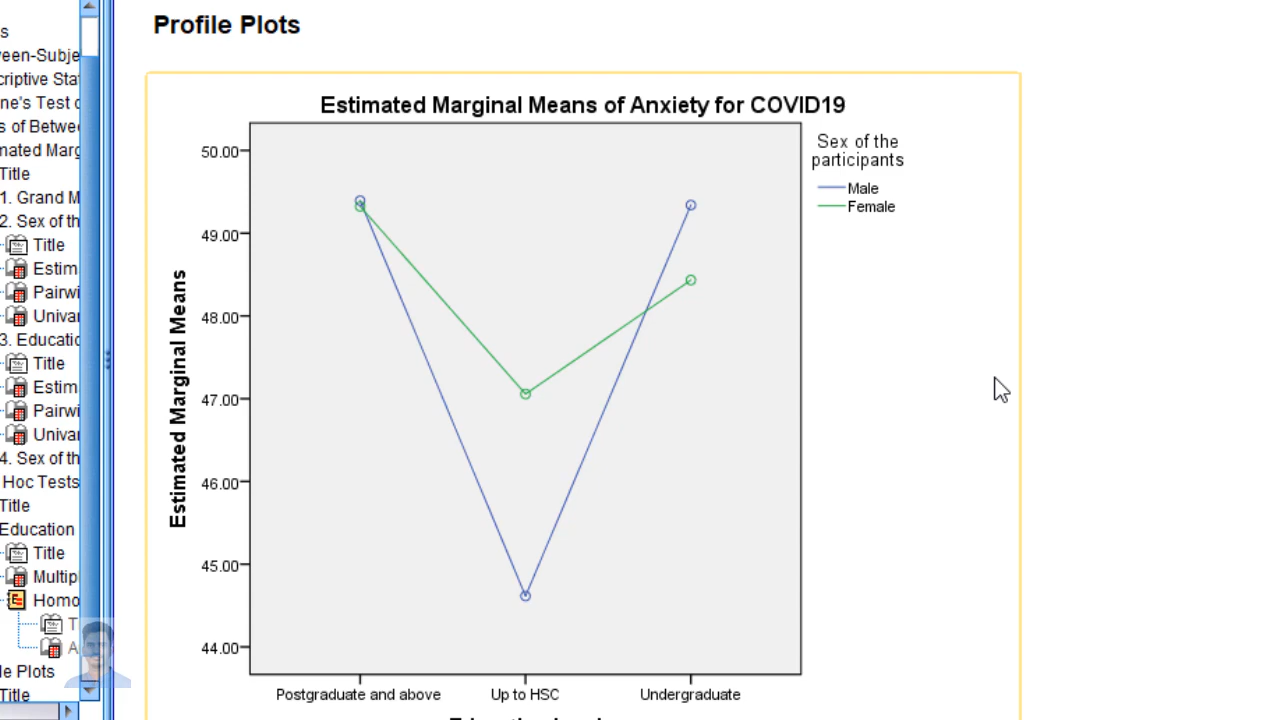 Profile Plots
s
veen-Subje
criptive Sta
ne's Test o
s of Betwe
mated Marg
Title
1. Grand M
2. Sex of th
Title
Estim
Pairwi
Univar
3. Educatio
Title
Estim
Pairwi
Univar
4. Sex of th
Hoc Tests
Title
Education
Title
Multip
Homo
T
A
le Plots
Title
Estimated Marginal Means of Anxiety for COVID19
Sex of the
participants
Male
Female
Estimated Marginal Means
50.00
49.00
48.00
47.00
46.00
45.00
44.00
Postgraduate and above
Up to HSC
Undergraduate